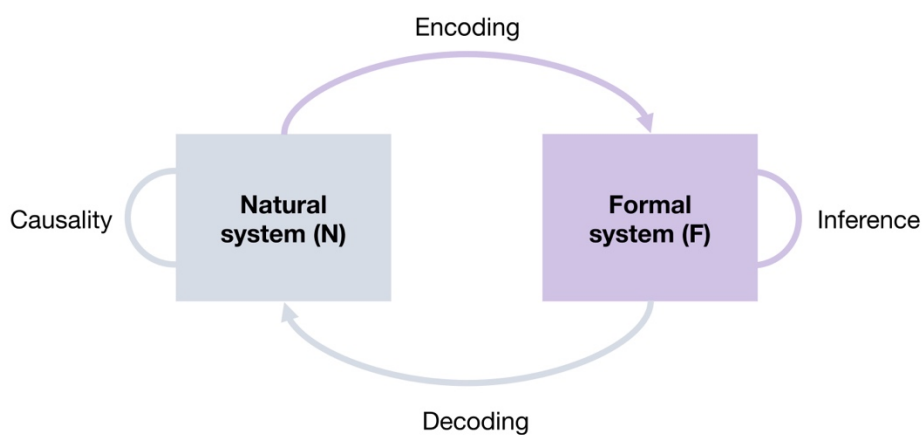 Encoding
Natural
system (N)
Formal
system (F)
Causality
Inference
Decoding